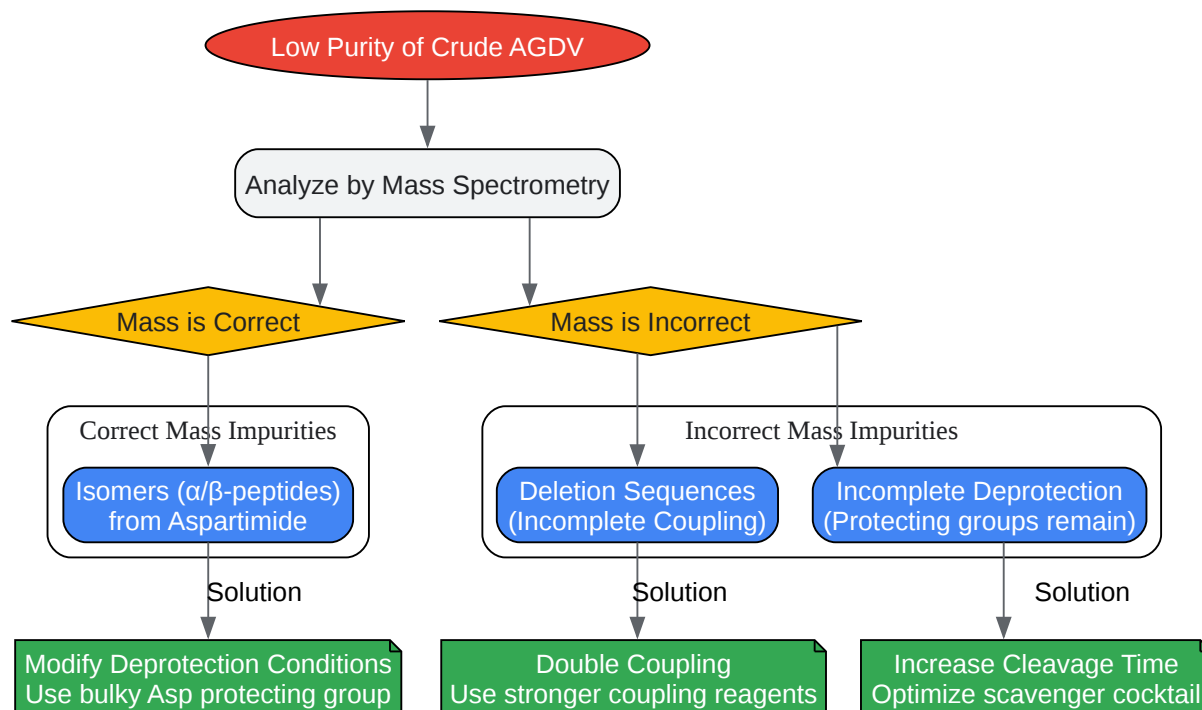 Low Purity of Crude AGDV
Analyze by Mass Spectrometry
Mass is Correct
Mass is Incorrect
Correct Mass Impurities
Incorrect Mass Impurities
Isomers (α/β-peptides)
from Aspartimide
Deletion Sequences
(Incomplete Coupling)
Incomplete Deprotection
(Protecting groups remain)
Solution
Solution
Solution
Modify Deprotection Conditions
Use bulky Asp protecting group
Double Coupling
Use stronger coupling reagents
Increase Cleavage Time
Optimize scavenger cocktail